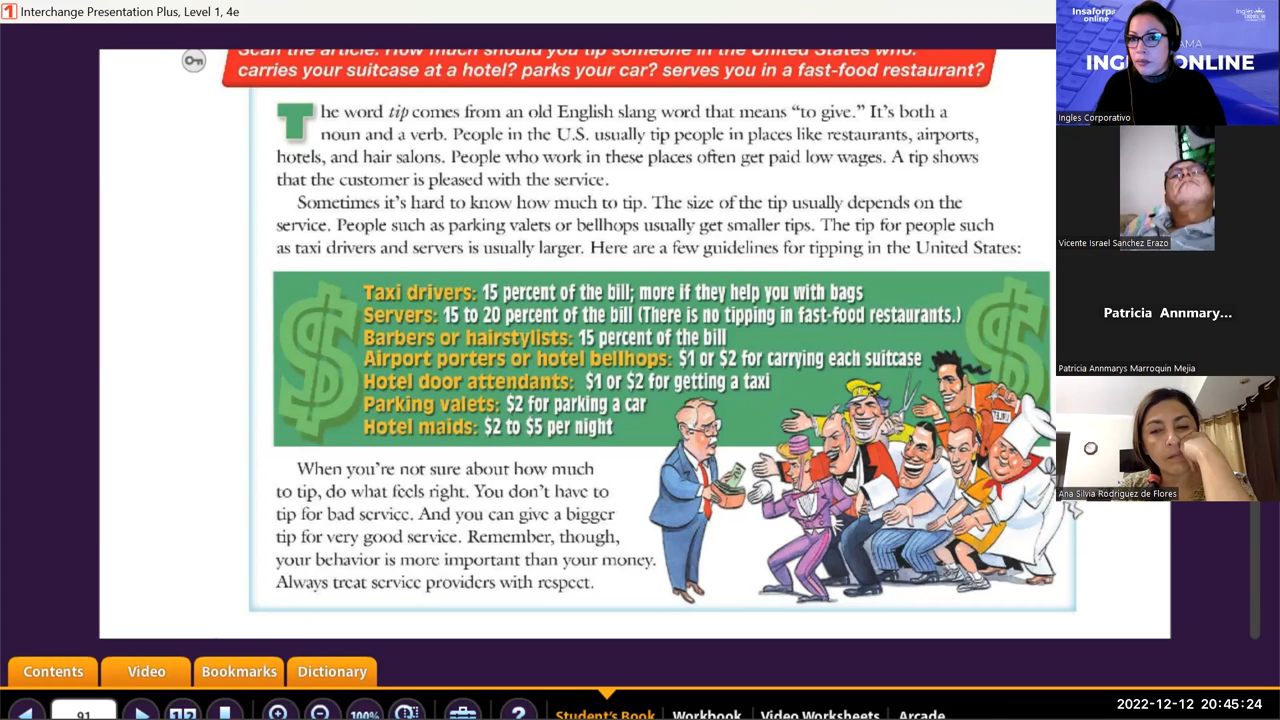 Interchange Presentation Plus, Level 1, 4e
Scan the article. How much should you tip someone in the United States who:
carries your suitcase at a hotel? parks your car? serves you in a fast-food restaurant?
The word tip comes from an old English slang word that means “to give.” It’s both a
noun and a verb. People in the U.S. usually tip people in places like restaurants, airports,
hotels, and hair salons. People who work in these places often get paid low wages. A tip shows
that the customer is pleased with the service.
Sometimes it’s hard to know how much to tip. The size of the tip usually depends on the
service. People such as parking valets or bellhops usually get smaller tips. The tip for people such
as taxi drivers and servers is usually larger. Here are a few guidelines for tipping in the United States:
Taxi drivers: 15 percent of the bill; more if they help you with bags
Servers: 15 to 20 percent of the bill (There is no tipping in fast-food restaurants.)
Barbers or hairstylists: 15 percent of the bill
Airport porters or hotel bellhops: $1 or $2 for carrying each suitcase
Hotel door attendants: $1 or $2 for getting a taxi
Parking valets: $2 for parking a car
Hotel maids: $2 to $5 per night
When you’re not sure about how much
to tip, do what feels right. You don’t have to
tip for bad service. And you can give a bigger
tip for very good service. Remember, though,
your behavior is more important than your money.
Always treat service providers with respect.
Contents
Video
Bookmarks
Dictionary
91
100%
?
Student's Book
Workbook
Video Worksheets
Arcade
Insaforp
online
ONLINE
Ingles Corporativo
Vicente Israel Sanchez Erazo
Patricia Annmary...
Patricia Annmarys Marroquin Mejia
Ana Silvia Rodriguez de Flores
2022-12-12 20:45:24